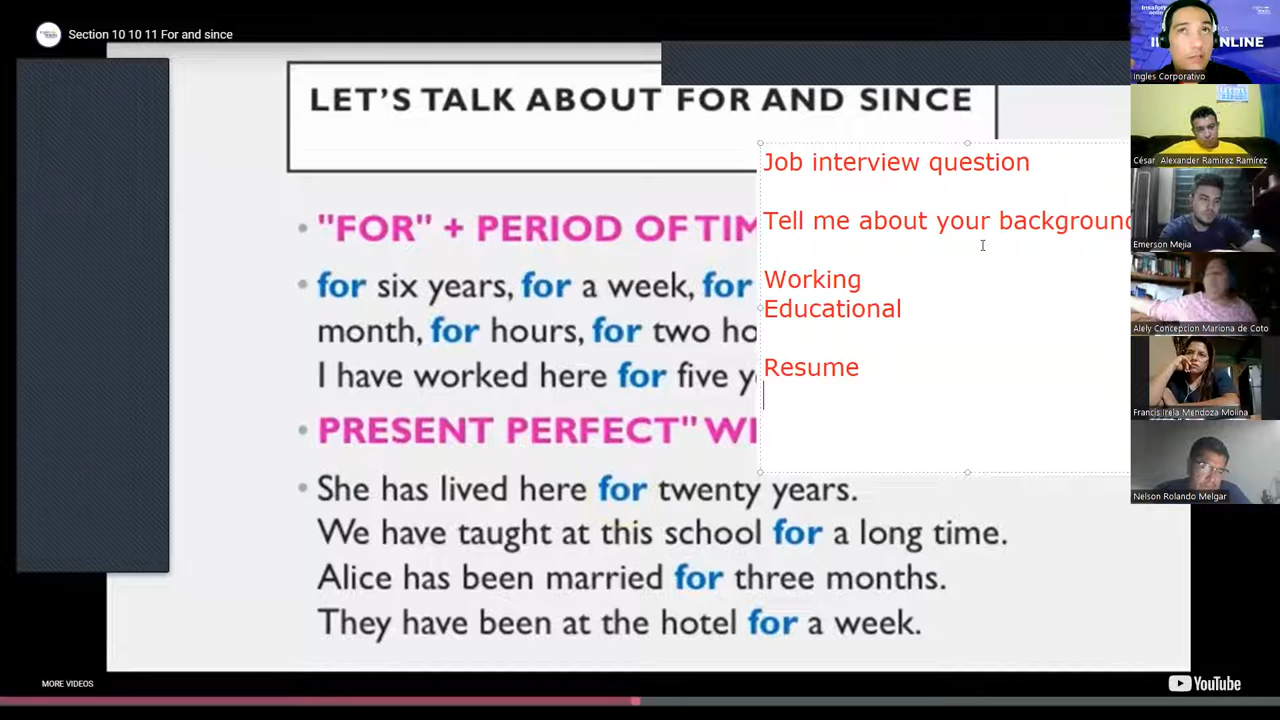 Section 10 10 11 For and since
LET'S TALK ABOUT FOR AND SINCE
"FOR" + PERIOD OF TIM
for six years, for a week, for
month, for hours, for two ho
I have worked here for five y
PRESENT PERFECT" WI
She has lived here for twenty years.
We have taught at this school for a long time.
Alice has been married for three months.
They have been at the hotel for a week.
Job interview question
Tell me about your background
Working
Educational
Resume
NLINE
Ingles Corporativo
César Alexander Ramírez Ramírez
Emerson Mejia
Alely Concepcion Mariona de Coto
Francis Irela Mendoza Molina
Nelson Rolando Melgar
MORE VIDEOS
YouTube